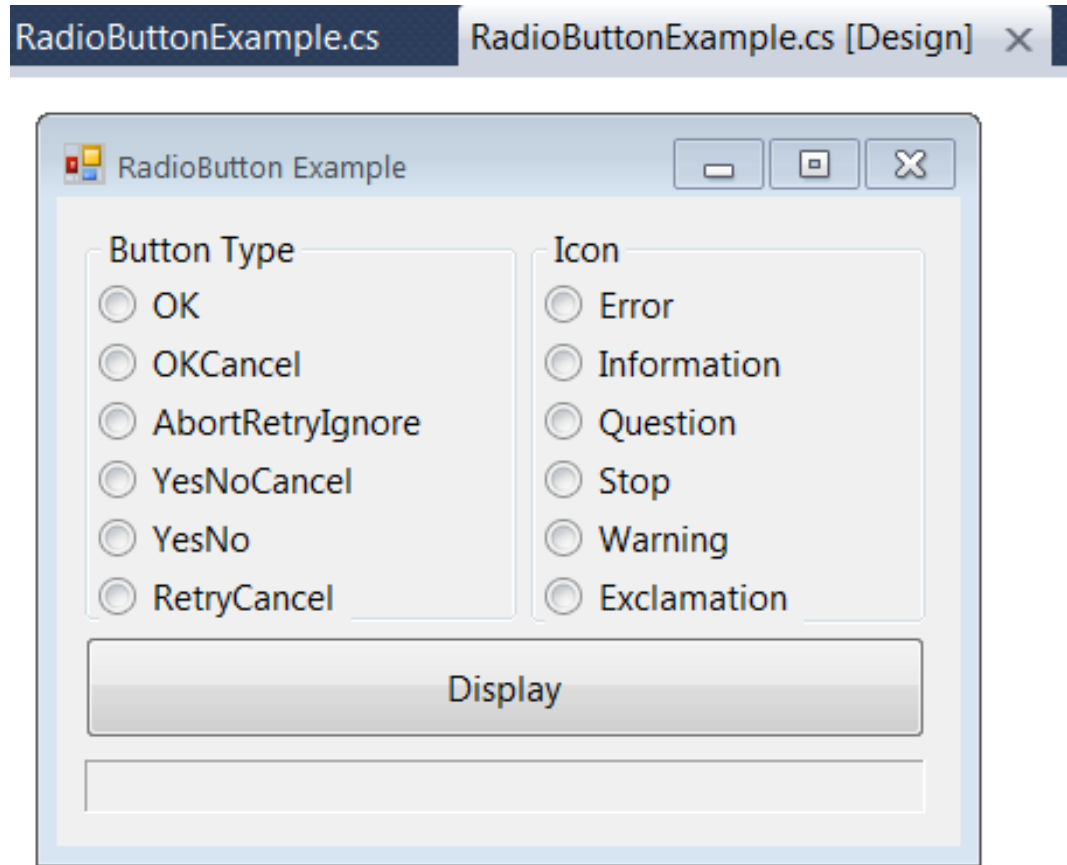 RadioButtonExample.cs
RadioButtonExample.cs [Design]
RadioButton Example
Button Type
OK
OKCancel
AbortRetryIgnore
YesNoCancel
YesNo
RetryCancel
Icon
Error
Information
Question
Stop
Warning
Exclamation
Display